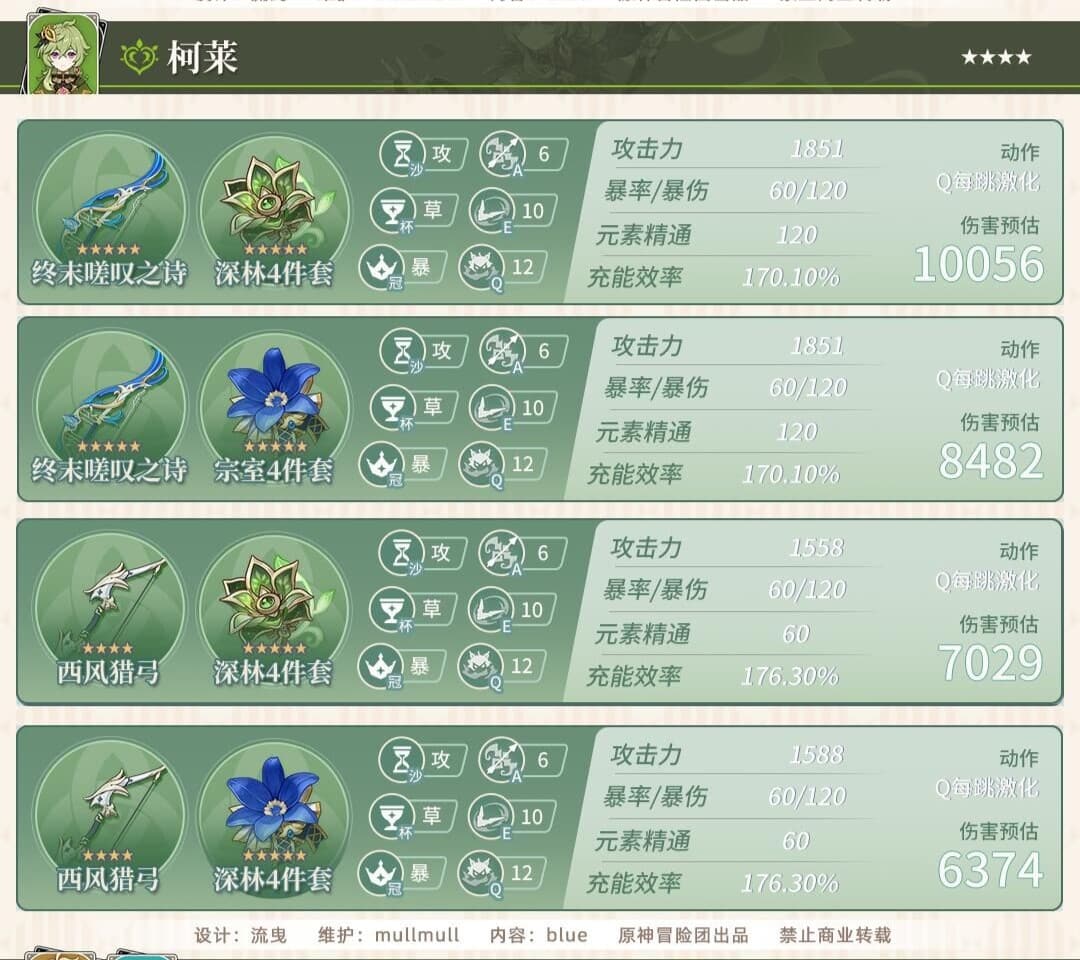 柯莱
★★★★
终末嗟叹之诗
深林4件套
沙 攻 A 6
杯 草 E 10
冠 暴 Q 12
攻击力 1851
暴率/暴伤 60/120
元素精通 120
充能效率 170.10%
动作
Q每跳激化
伤害预估
10056
终末嗟叹之诗
宗室4件套
沙 攻 A 6
杯 草 E 10
冠 暴 Q 12
攻击力 1851
暴率/暴伤 60/120
元素精通 120
充能效率 170.10%
动作
Q每跳激化
伤害预估
8482
西风猎弓
深林4件套
沙 攻 A 6
杯 草 E 10
冠 暴 Q 12
攻击力 1558
暴率/暴伤 60/120
元素精通 60
充能效率 176.30%
动作
Q每跳激化
伤害预估
7029
西风猎弓
深林4件套
沙 攻 A 6
杯 草 E 10
冠 暴 Q 12
攻击力 1588
暴率/暴伤 60/120
元素精通 60
充能效率 176.30%
动作
Q每跳激化
伤害预估
6374
设计：流曳 维护：mullmull 内容：blue 原神冒险团出品 禁止商业转载